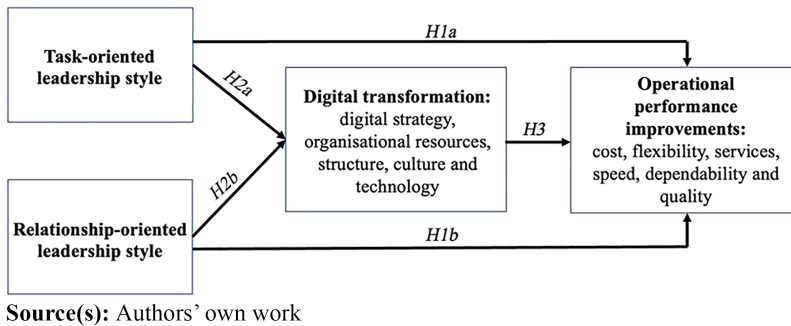 Task-oriented
leadership style
H1a
H2a
Digital transformation:
digital strategy,
organisational resources,
structure, culture and
technology
H3
Operational
performance
improvements:
cost, flexibility, services,
speed, dependability and
quality
H2b
Relationship-oriented
leadership style
H1b
Source(s): Authors' own work